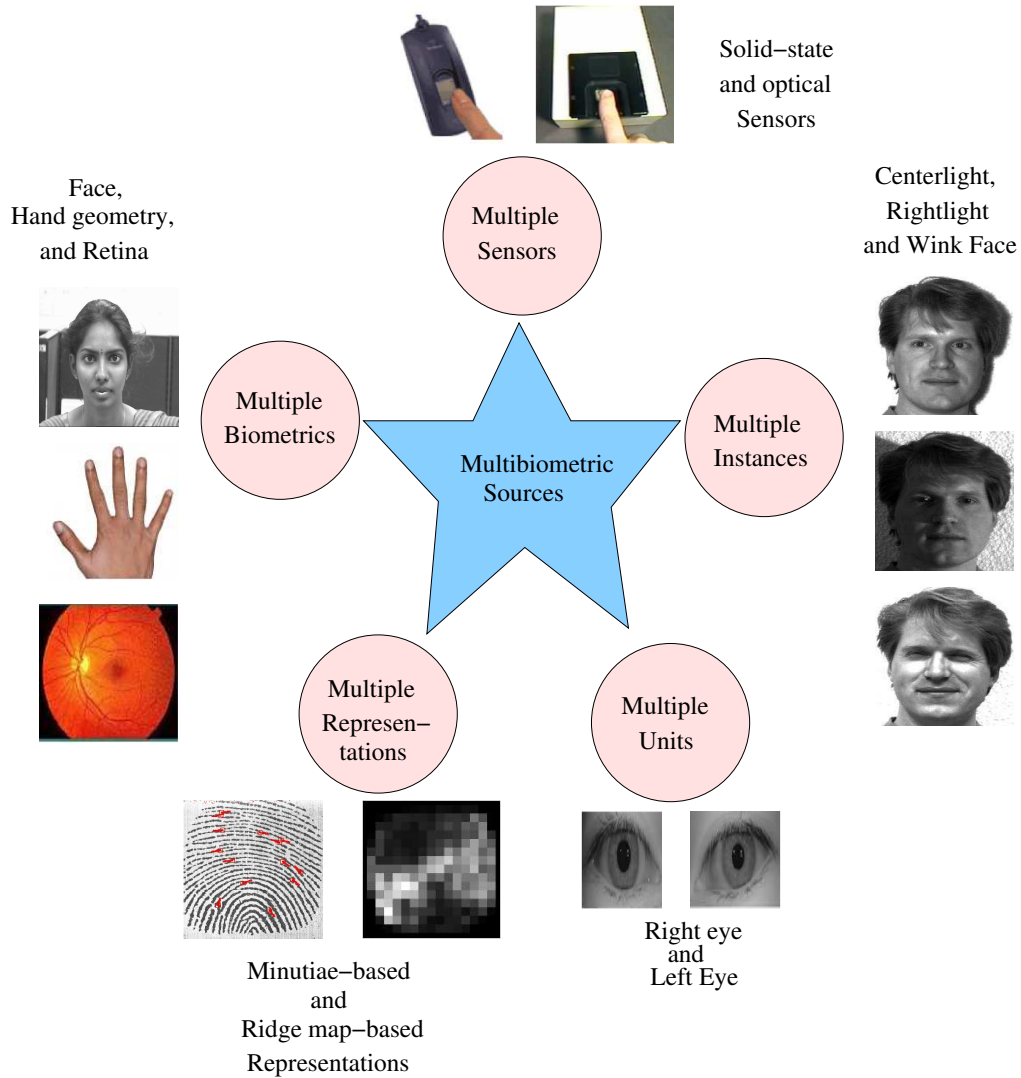 Solid−state
and optical
Sensors
Face,
Hand geometry,
and Retina
Multiple
Sensors
Centerlight,
Rightlight
and Wink Face
Multiple
Biometrics
Multibiometric
Sources
Multiple
Instances
Multiple
Represen−
tations
Multiple
Units
Minutiae−based
and
Ridge map−based
Representations
Right eye
and
Left Eye